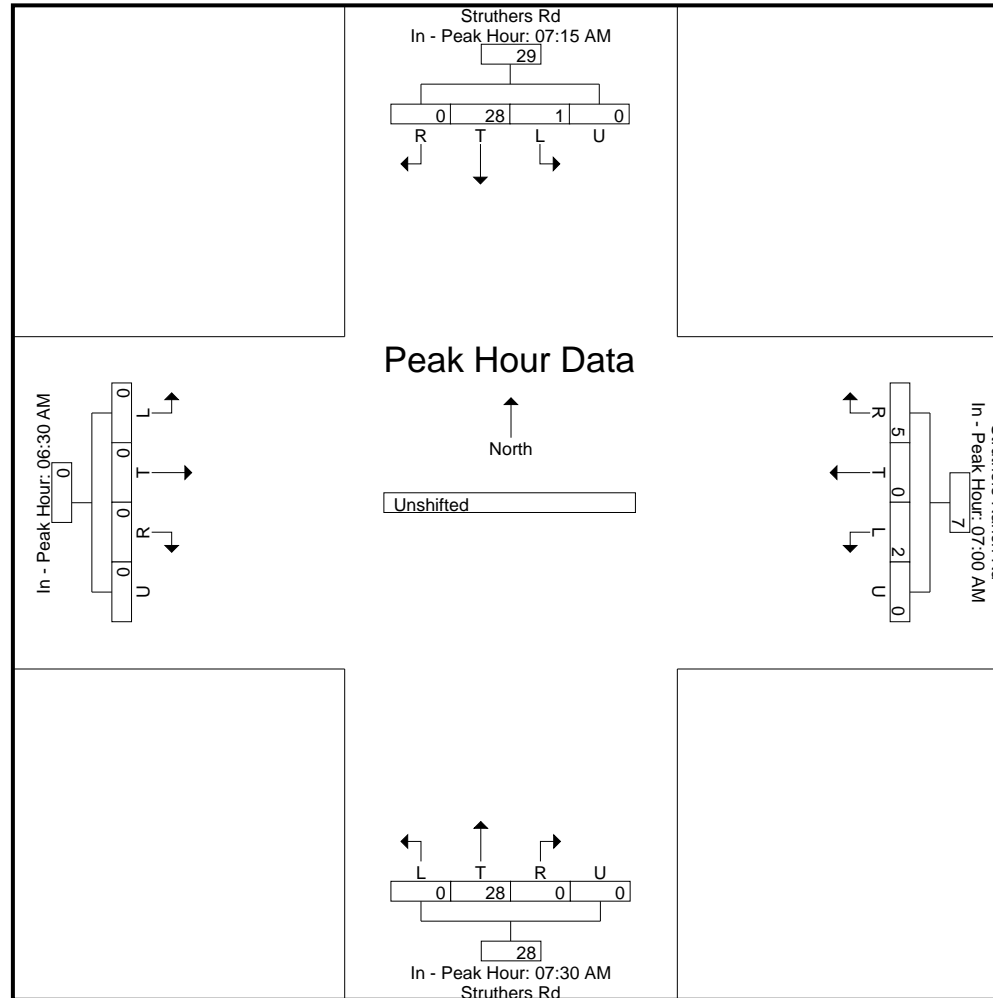 Struthers Rd
In - Peak Hour: 07:15 AM
29
0 28 1 0
R T L U
Peak Hour Data
North
Unshifted
In - Peak Hour: 06:30 AM
0
0 0 0 0
L T R U
In - Peak Hour: 07:00 AM
7
5 0 2 0
R T L U
L T R U
0 28 0 0
28
In - Peak Hour: 07:30 AM
Struthers Rd